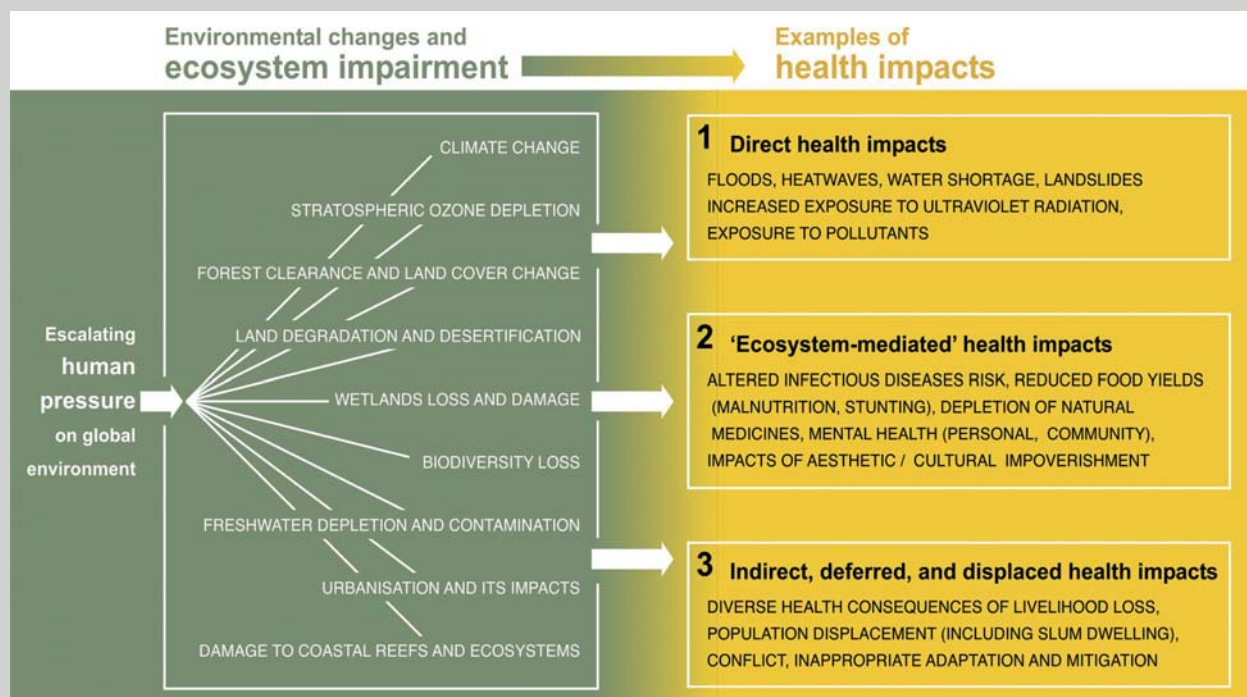 Environmental changes and
ecosystem impairment
Examples of
health impacts
Escalating
human
pressure
on global
environment
CLIMATE CHANGE
STRATOSPHERIC OZONE DEPLETION
FOREST CLEARANCE AND LAND COVER CHANGE
LAND DEGRADATION AND DESERTIFICATION
WETLANDS LOSS AND DAMAGE
BIODIVERSITY LOSS
FRESHWATER DEPLETION AND CONTAMINATION
URBANISATION AND ITS IMPACTS
DAMAGE TO COASTAL REEFS AND ECOSYSTEMS
1 Direct health impacts
FLOODS, HEATWAVES, WATER SHORTAGE, LANDSLIDES
INCREASED EXPOSURE TO ULTRAVIOLET RADIATION,
EXPOSURE TO POLLUTANTS
2 ‘Ecosystem-mediated’ health impacts
ALTERED INFECTIOUS DISEASES RISK, REDUCED FOOD YIELDS
(MALNUTRITION, STUNTING), DEPLETION OF NATURAL
MEDICINES, MENTAL HEALTH (PERSONAL, COMMUNITY),
IMPACTS OF AESTHETIC / CULTURAL IMPOVERISHMENT
3 Indirect, deferred, and displaced health impacts
DIVERSE HEALTH CONSEQUENCES OF LIVELIHOOD LOSS,
POPULATION DISPLACEMENT (INCLUDING SLUM DWELLING),
CONFLICT, INAPPROPRIATE ADAPTATION AND MITIGATION